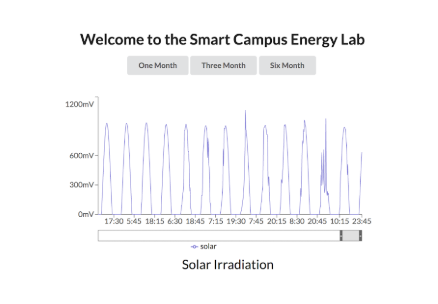 Welcome to the Smart Campus Energy Lab
One Month Three Month Six Month
1200mV
600mV
300mV
0mV
17:30 5:45 18:15 6:30 18:45 7:15 19:30 7:45 20:15 8:30 20:45 10:15 23:45
solar
Solar Irradiation